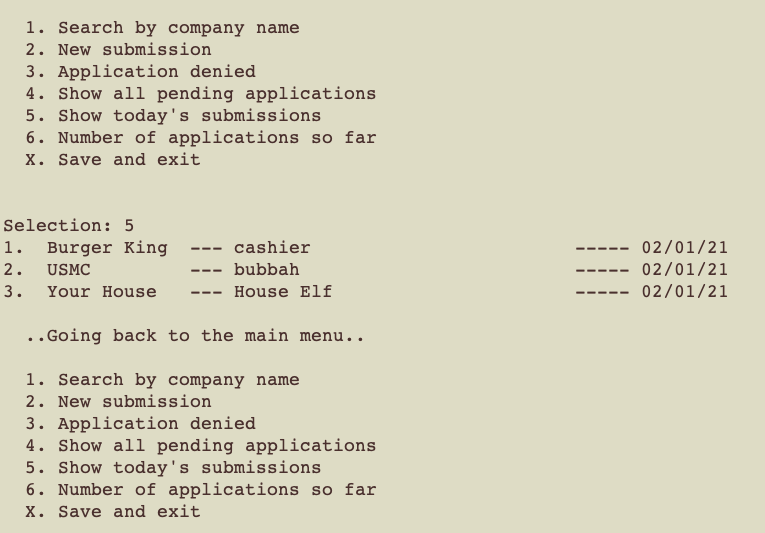 1. Search by company name
2. New submission
3. Application denied
4. Show all pending applications
5. Show today's submissions
6. Number of applications so far
X. Save and exit
Selection: 5
1.  Burger King  --- cashier                        ----- 02/01/21
2.  USMC         --- bubbah                         ----- 02/01/21
3.  Your House   --- House Elf                      ----- 02/01/21
..Going back to the main menu..
1. Search by company name
2. New submission
3. Application denied
4. Show all pending applications
5. Show today's submissions
6. Number of applications so far
X. Save and exit